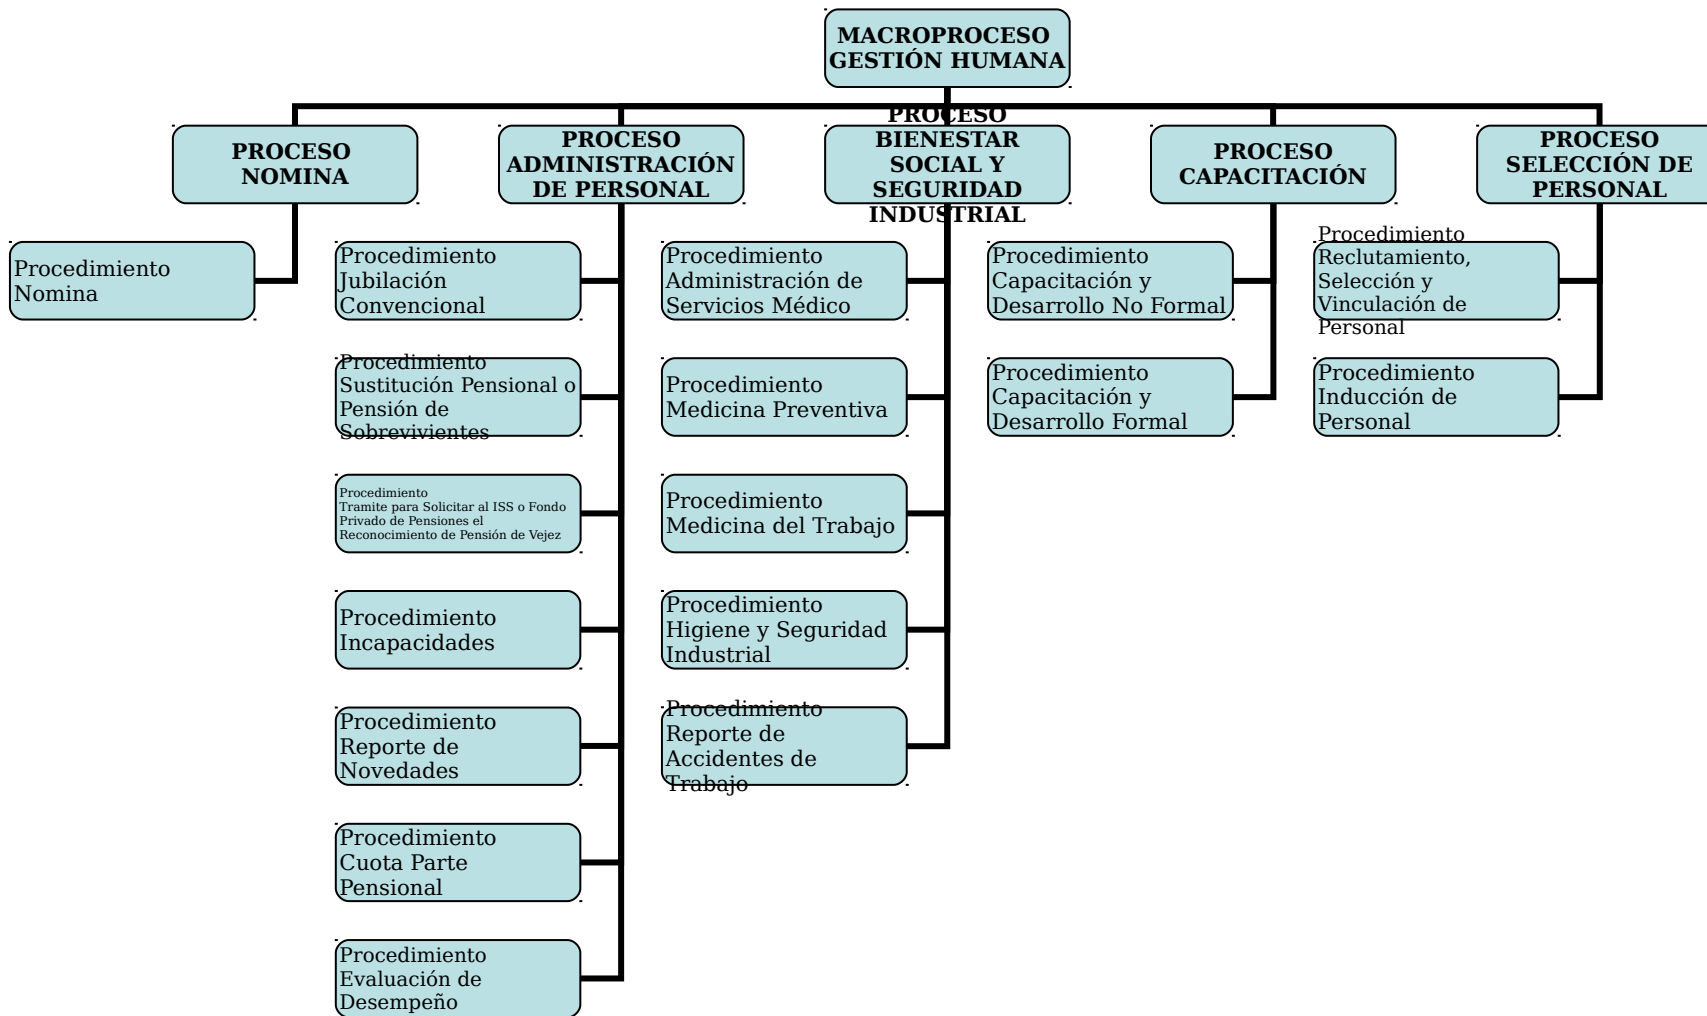 MACROPROCESO
GESTIÓN HUMANA
PROCESO
NOMINA
PROCESO
ADMINISTRACIÓN
DE PERSONAL
PROCESO
BIENESTAR
SOCIAL Y
SEGURIDAD
INDUSTRIAL
PROCESO
CAPACITACIÓN
PROCESO
SELECCIÓN DE
PERSONAL
Procedimiento
Nomina
Procedimiento
Jubilación
Convencional
Procedimiento
Sustitución Pensional o
Pensión de
Sobrevivientes
Procedimiento
Tramite para Solicitar al ISS o Fondo
Privado de Pensiones el
Reconocimiento de Pensión de Vejez
Procedimiento
Incapacidades
Procedimiento
Reporte de
Novedades
Procedimiento
Cuota Parte
Pensional
Procedimiento
Evaluación de
Desempeño
Procedimiento
Administración de
Servicios Médico
Procedimiento
Medicina Preventiva
Procedimiento
Medicina del Trabajo
Procedimiento
Higiene y Seguridad
Industrial
Procedimiento
Reporte de
Accidentes de
Trabajo
Procedimiento
Capacitación y
Desarrollo No Formal
Procedimiento
Capacitación y
Desarrollo Formal
Procedimiento
Reclutamiento,
Selección y
Vinculación de
Personal
Procedimiento
Inducción de
Personal